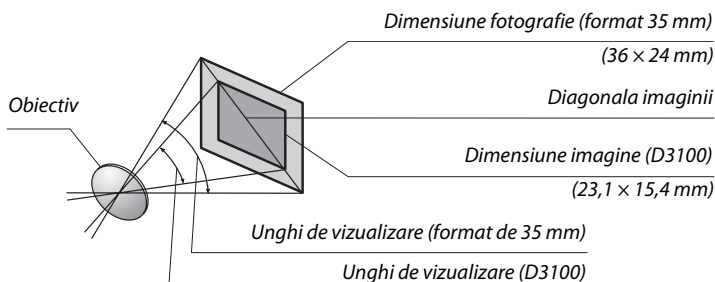 Dimensiune fotografie (format 35 mm)
(36 × 24 mm)
Obiectiv
Diagonala imaginii
Dimensiune imagine (D3100)
(23,1 × 15,4 mm)
Unghi de vizualizare (format de 35 mm)
Unghi de vizualizare (D3100)